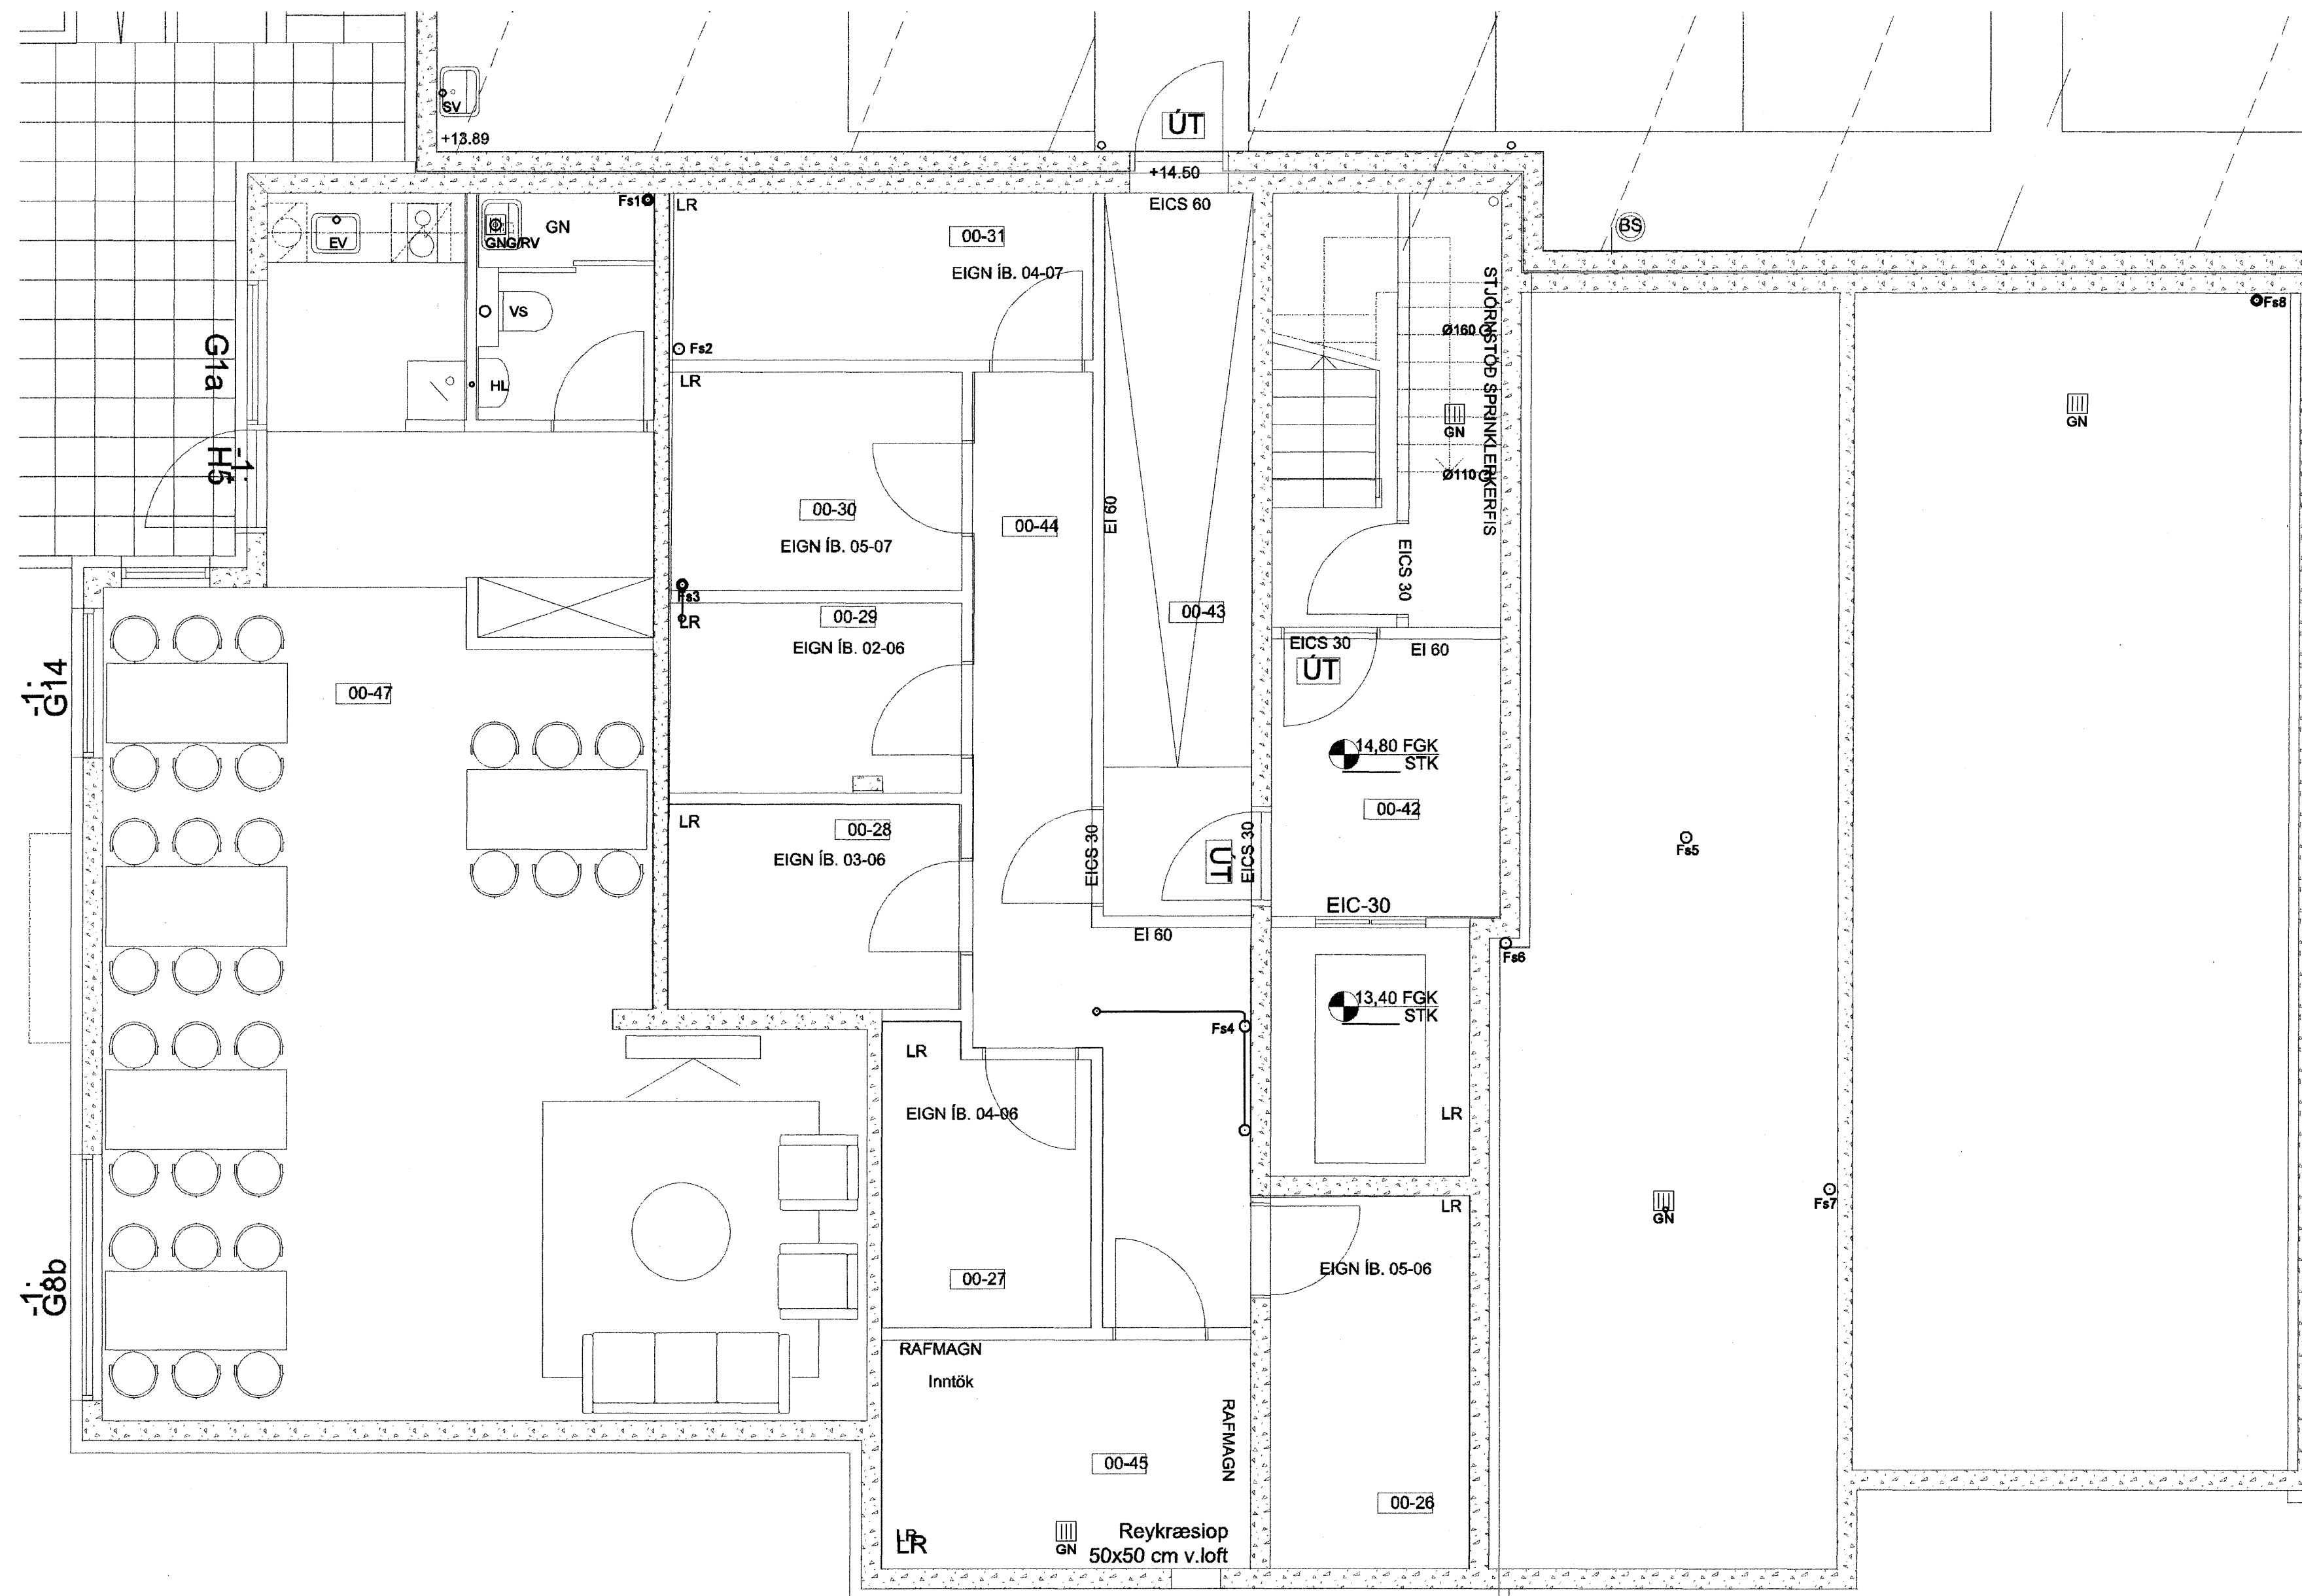 SV
+13.89
ÚT
+14.50
EICS 60
BS
Fs1
LR
EV
GNG/RV
GN
00-31
EIGN ÍB. 04-07
VS
Fs2
LR
HL
G1a
-1:
H5
STJÓRNSTÖÐ SPRINKLERKERFIS
Ø160
GN
Ø110
Fs8
GN
00-30
EIGN ÍB. 05-07
00-44
EI 60
EICS 30
Fs3
LR
00-29
EIGN ÍB. 02-06
00-43
EICS 30
ÚT
EI 60
-1:
G14
00-47
14,80 FGK
STK
00-42
LR
00-28
EIGN ÍB. 03-06
EICS 30
ÚT
EICS 30
Fs5
EIC-30
EI 60
Fs6
13,40 FGK
STK
Fs4
LR
EIGN ÍB. 04-06
LR
Fs7
GN
LR
-1:
G8b
00-27
EIGN ÍB. 05-06
RAFMAGN
Inntök
RAFMAGN
00-45
00-26
LR
LR
GN
Reykræsiop
50x50 cm v.loft